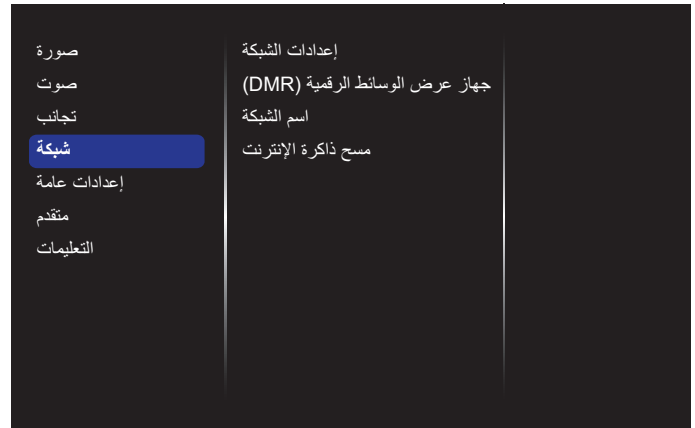 صورة
صوت
تجانب
شبكة
إعدادات عامة
متقدم
التعليمات
إعدادات الشبكة
جهاز عرض الوسائط الرقمية (DMR)
اسم الشبكة
مسح ذاكرة الإنترنت